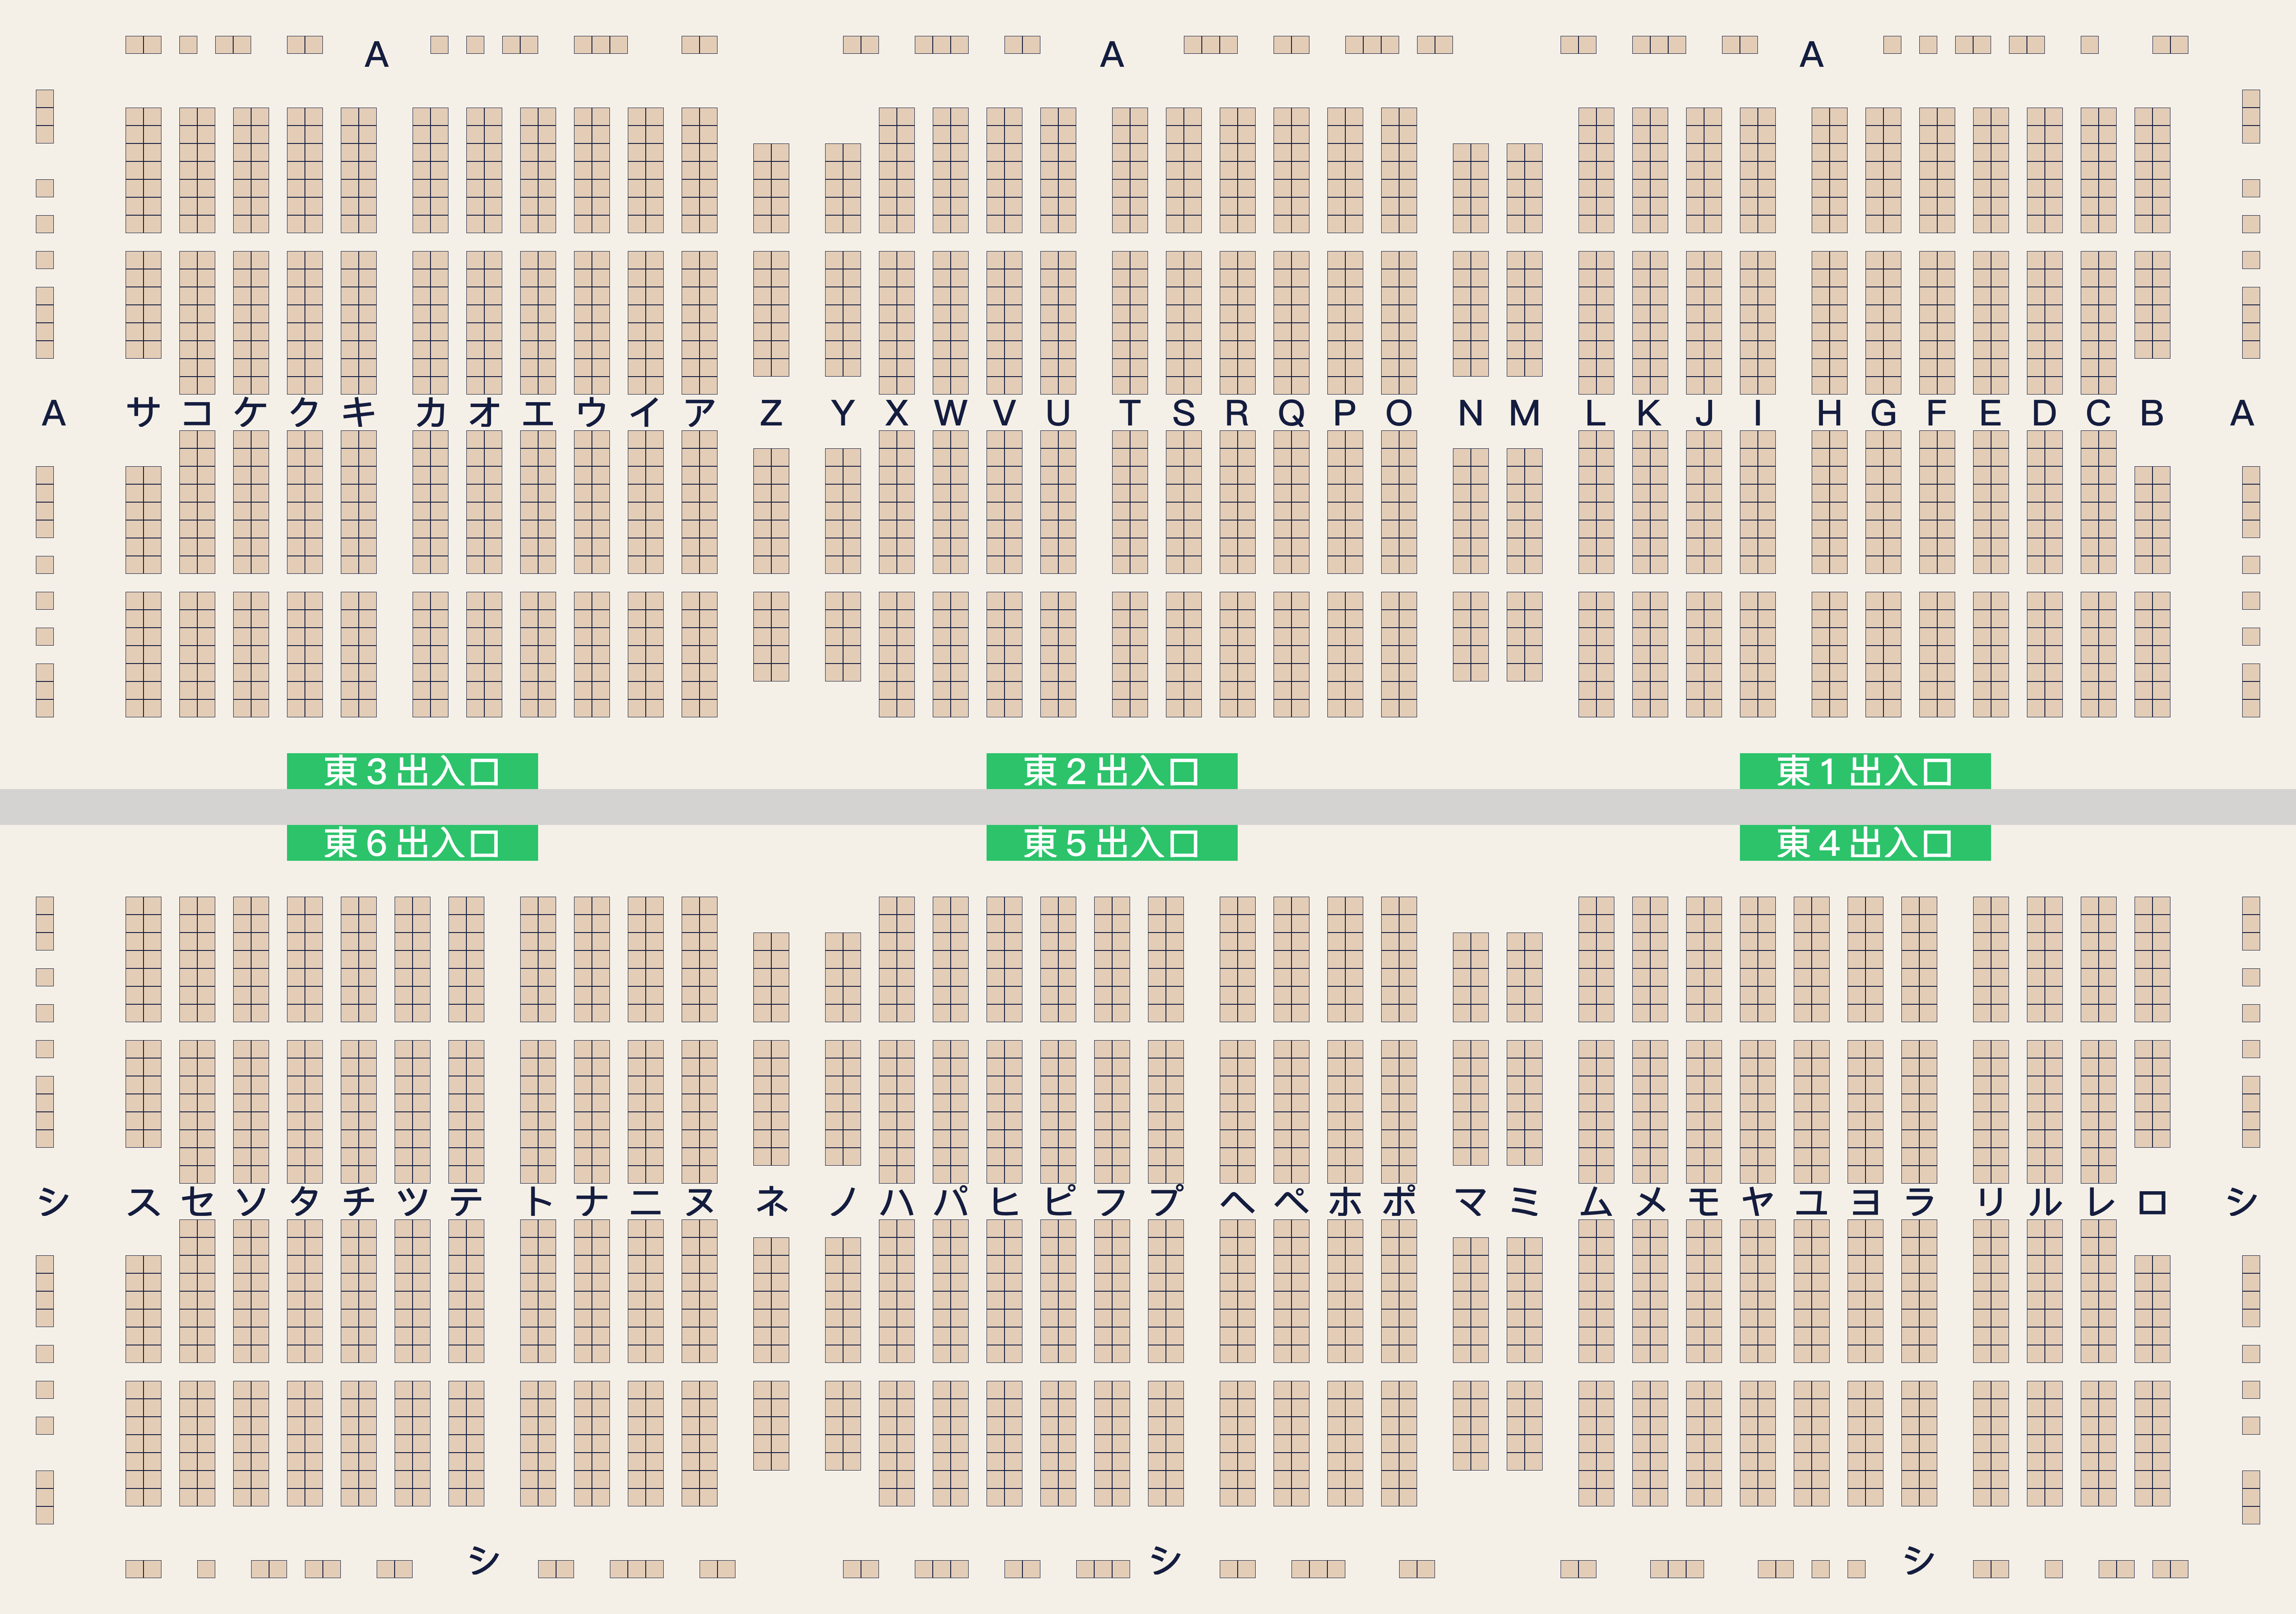 A A A
A サ コ ケ ク キ カ オ エ ウ イ ア Z Y X W V U T S R Q P O N M L K J I H G F E D C B A
東3出入口 東2出入口 東1出入口
東6出入口 東5出入口 東4出入口
シ ス セ ソ タ チ ツ テ ト ナ ニ ヌ ネ ノ ハ パ ヒ ピ フ プ ヘ ペ ホ ポ マ ミ ム メ モ ヤ ユ ヨ ラ リ ル レ ロ シ
シ シ シ